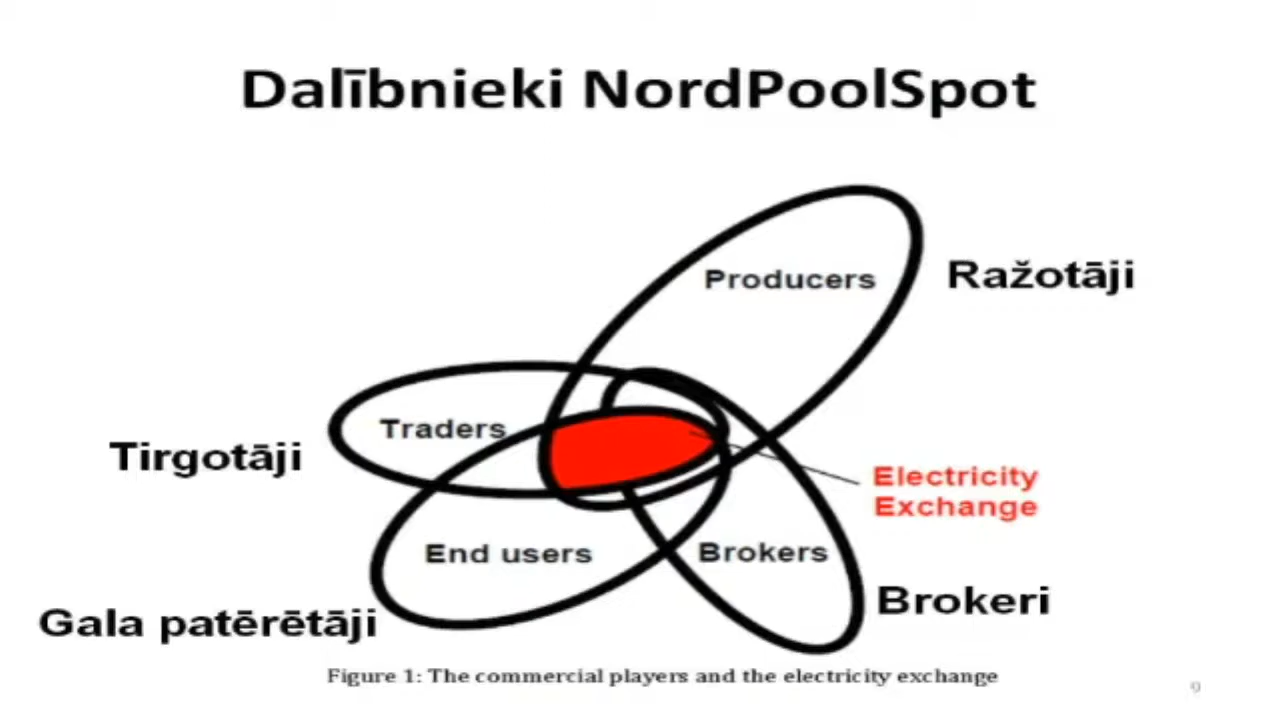 Dalībnieki NordPoolSpot
Producers
Ražotāji
Traders
Tirgotāji
Electricity
Exchange
End users
Brokers
Brokeri
Gala patērētāji
Figure 1: The commercial players and the electricity exchange
9